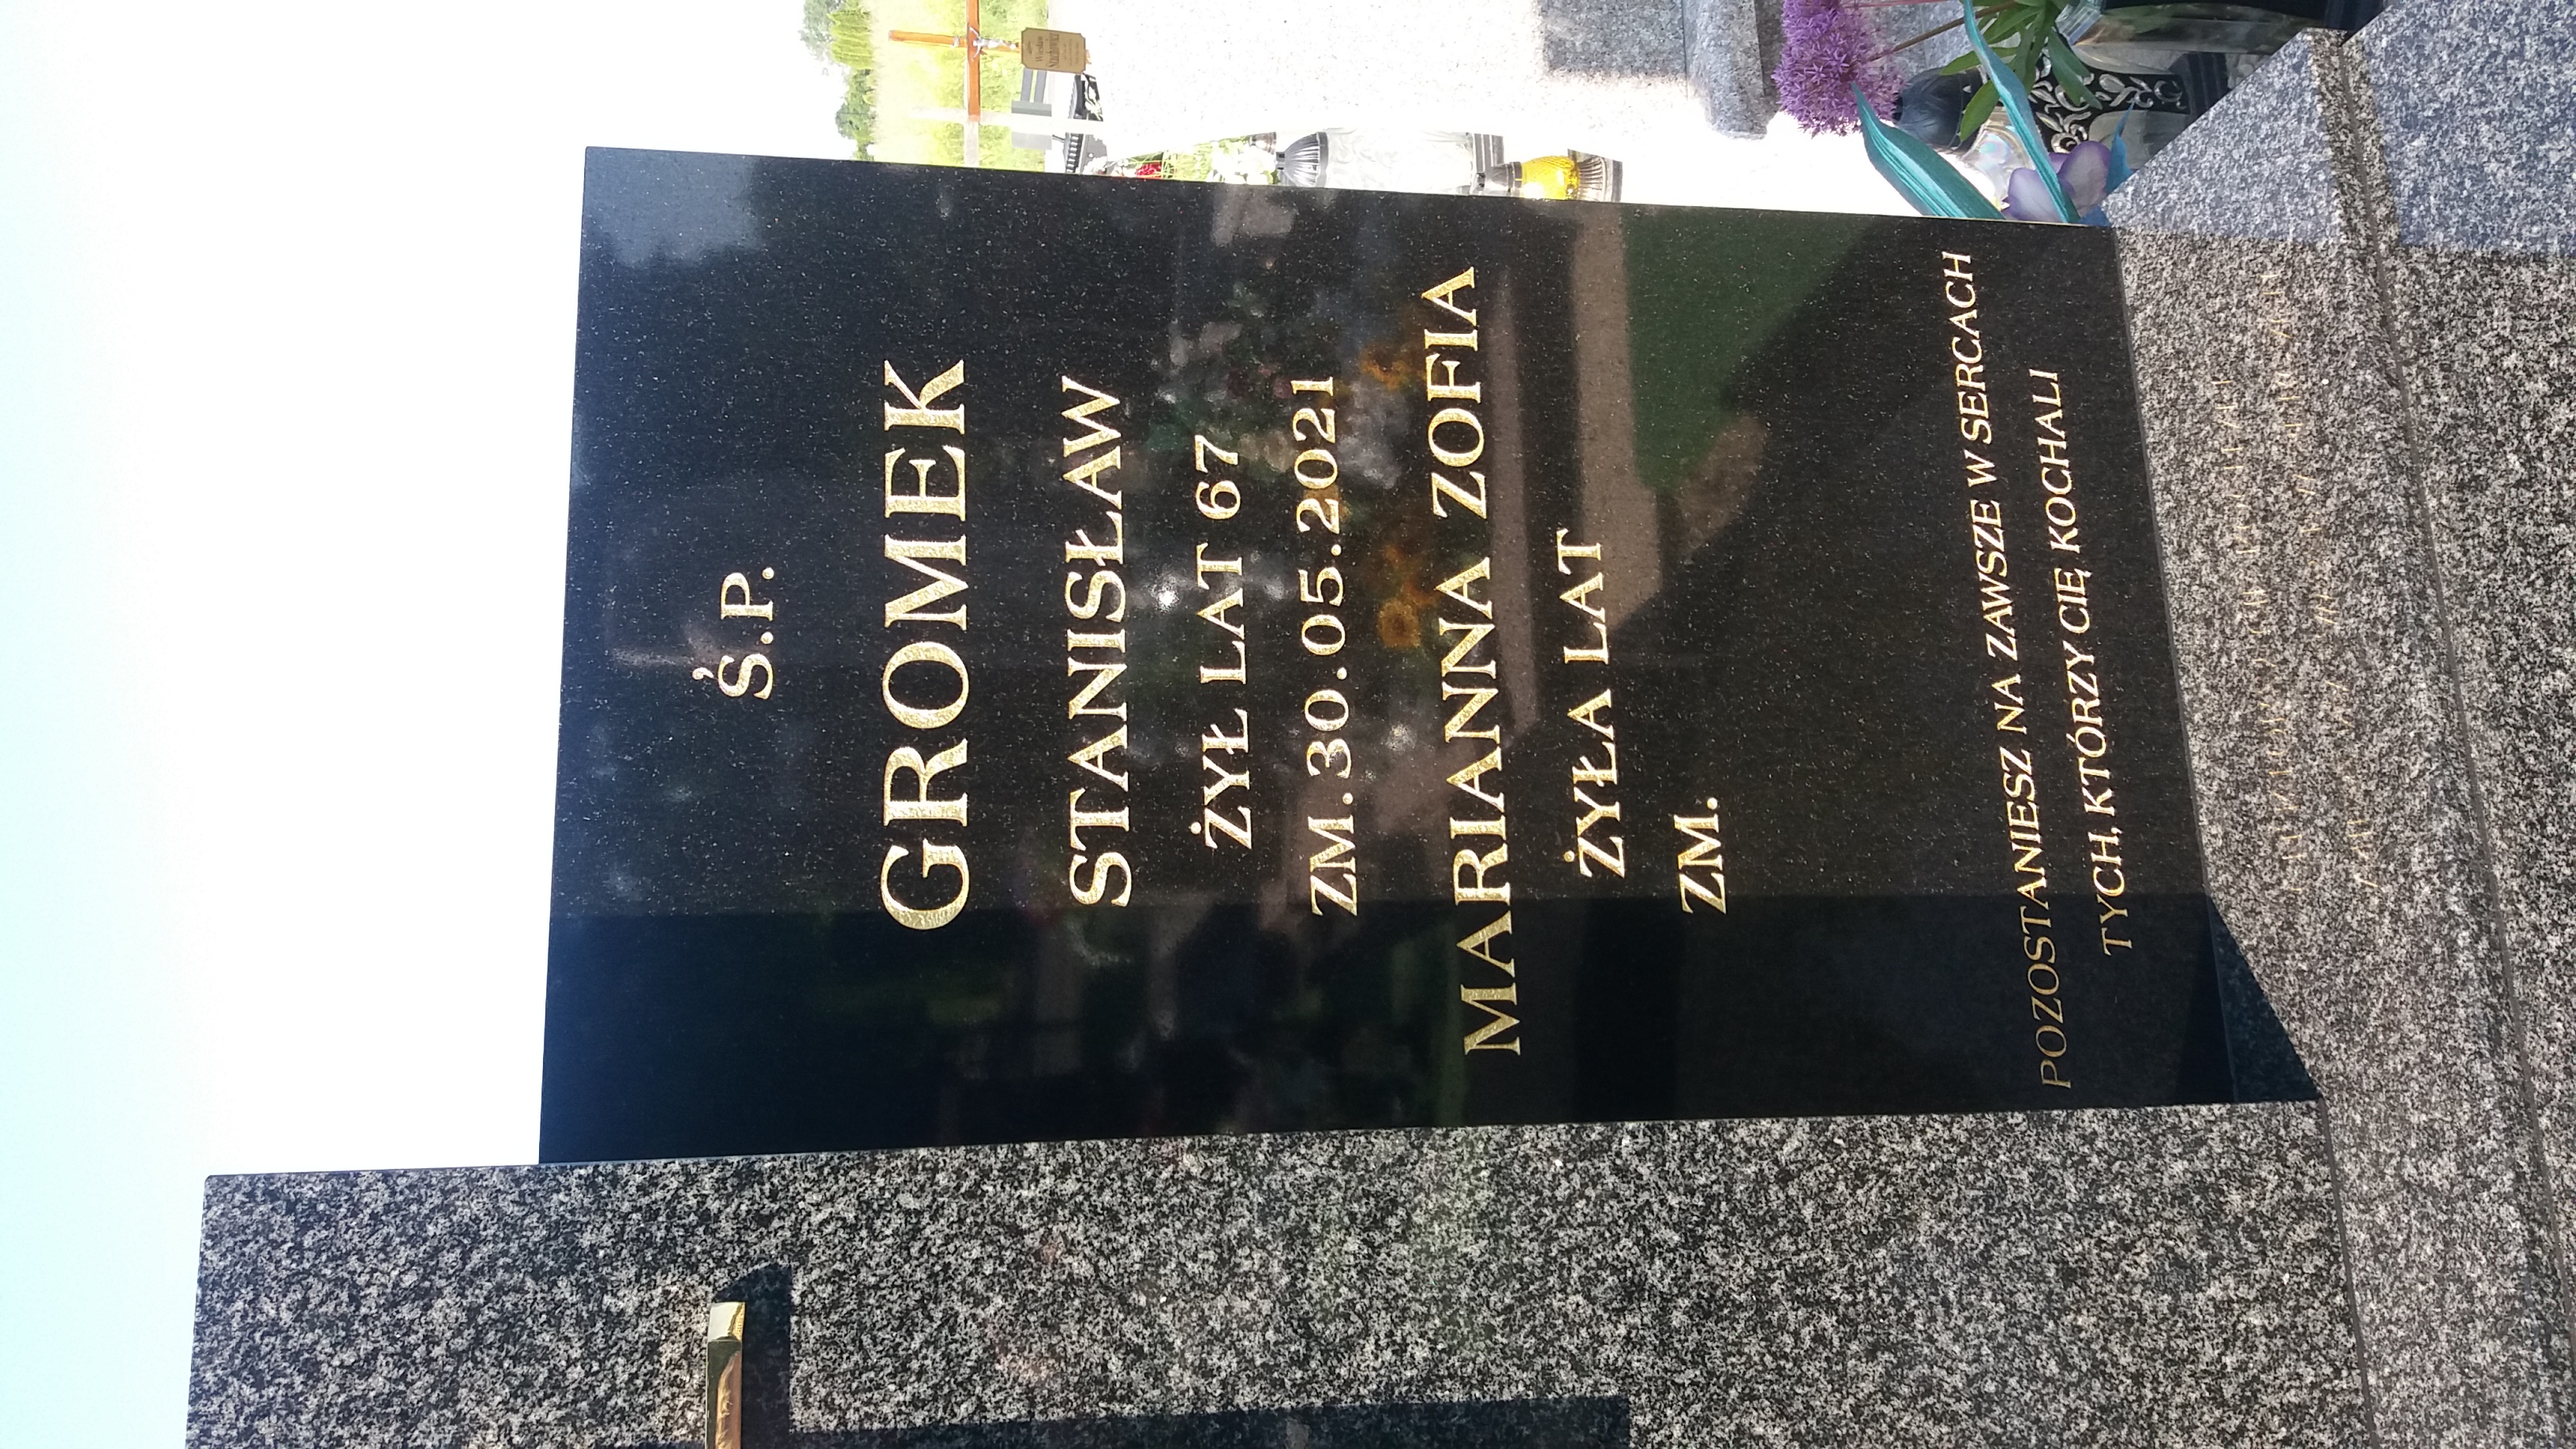 Ś.P.
GROMEK
STANISŁAW
ŻYŁ LAT 67
ZM. 30.05.2021
MARIANNA ZOFIA
ŻYŁA LAT
ZM.
POZOSTANIESZ NA ZAWSZE W SERCACH
TYCH, KTÓRZY CIĘ KOCHALI